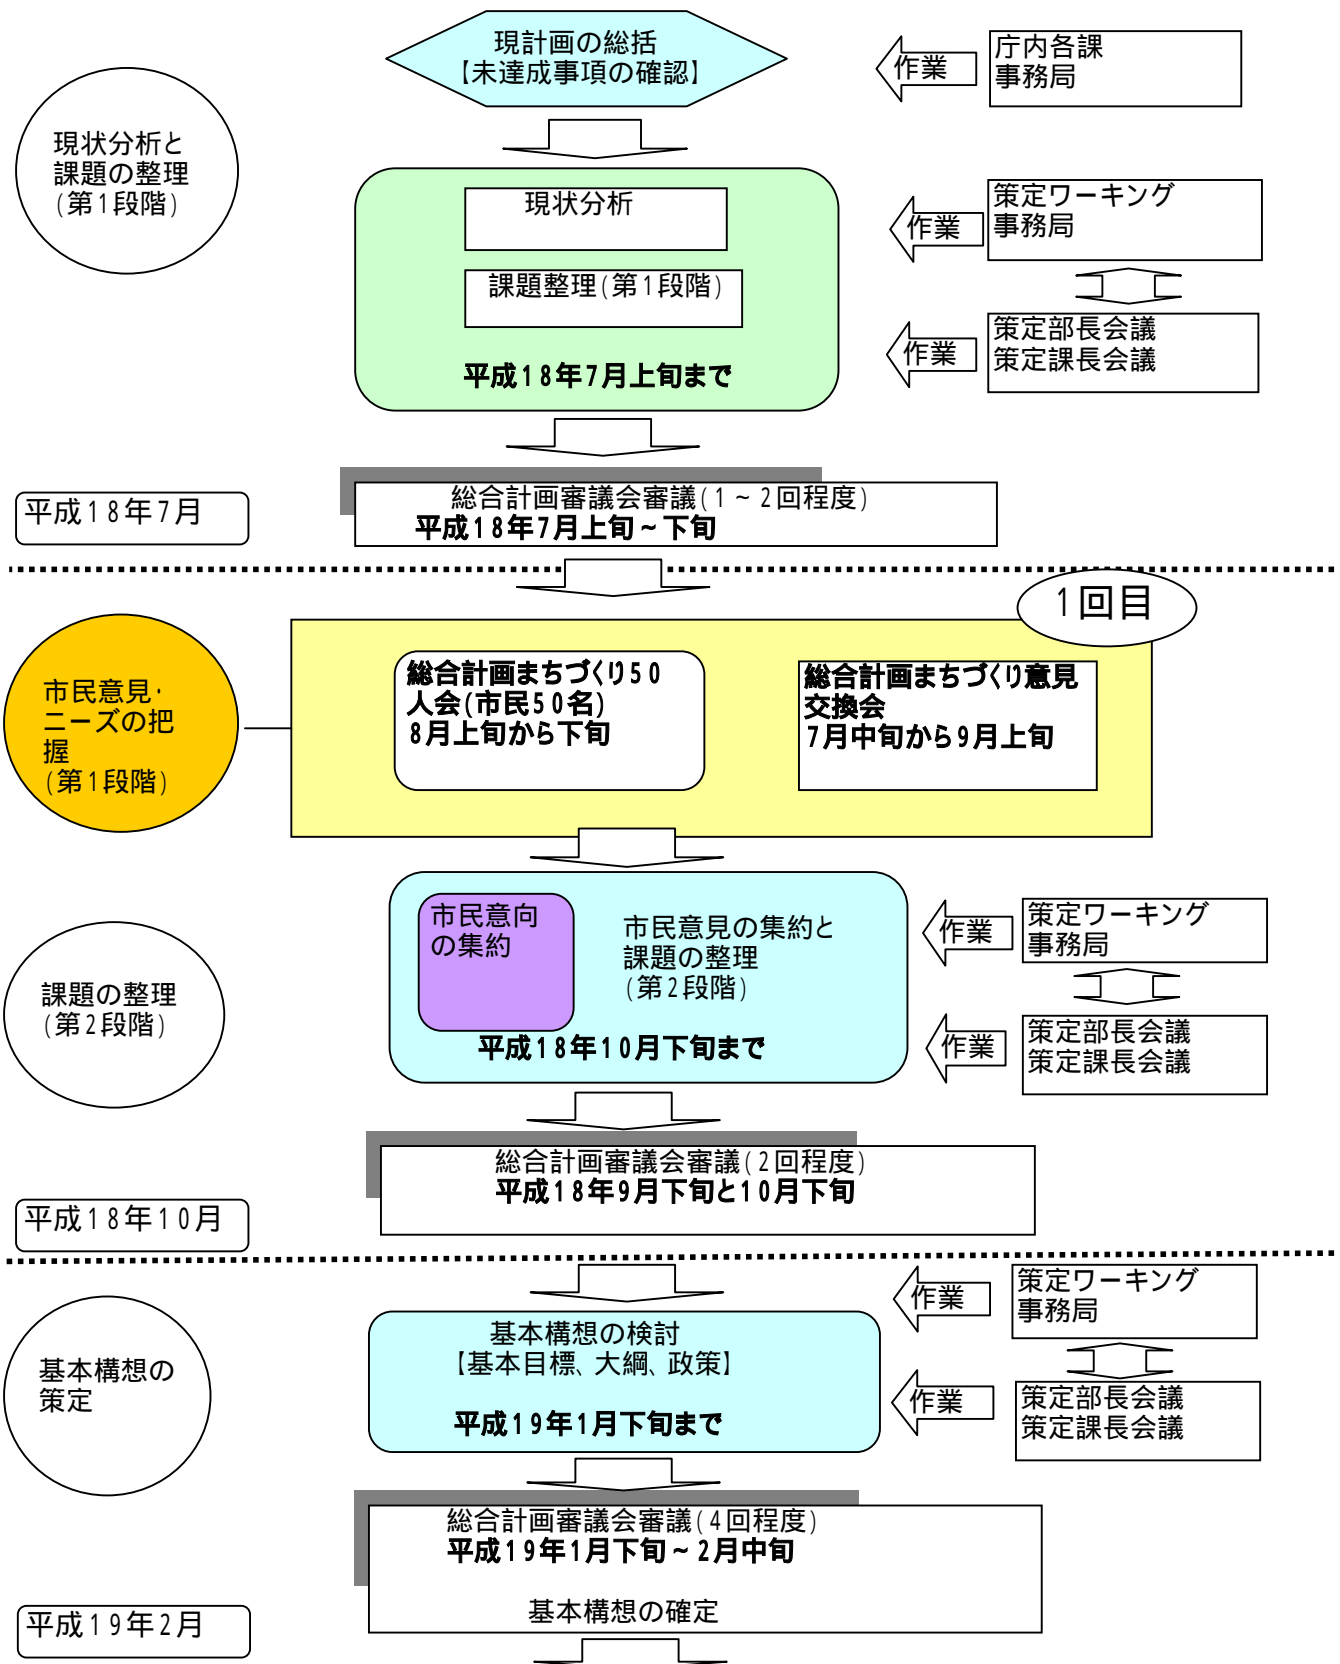 現計画の総括
【未達成事項の確認】
作業
庁内各課
事務局
現状分析と
課題の整理
(第1段階)
現状分析
課題整理(第1段階)
平成18年7月上旬まで
作業
策定ワーキング
事務局
作業
策定部長会議
策定課長会議
平成18年7月
総合計画審議会審議(1~2回程度)
平成18年7月上旬~下旬
1回目
市民意見・
ニーズの把
握
(第1段階)
総合計画まちづくり50
人会(市民50名)
8月上旬から下旬
総合計画まちづくり意見
交換会
7月中旬から9月上旬
課題の整理
(第2段階)
市民意向
の集約
市民意見の集約と
課題の整理
(第2段階)
平成18年10月下旬まで
作業
策定ワーキング
事務局
作業
策定部長会議
策定課長会議
総合計画審議会審議(2回程度)
平成18年9月下旬と10月下旬
平成18年10月
基本構想の
策定
基本構想の検討
【基本目標、大綱、政策】
平成19年1月下旬まで
作業
策定ワーキング
事務局
作業
策定部長会議
策定課長会議
総合計画審議会審議(4回程度)
平成19年1月下旬~2月中旬
基本構想の確定
平成19年2月